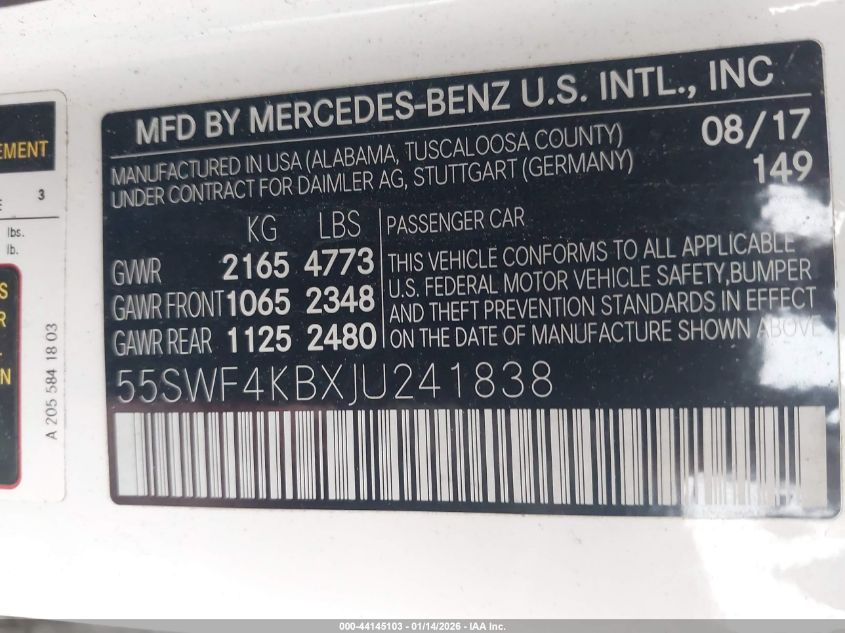 EMENT
3
E
lbs.
lb.
S
R
N
A 205 584 18 03
MFD BY MERCEDES-BENZ U.S. INTL., INC
MANUFACTURED IN USA (ALABAMA, TUSCALOOSA COUNTY)
UNDER CONTRACT FOR DAIMLER AG, STUTTGART (GERMANY)
08/17
149
KG LBS
GVWR 2165 4773
GAWR FRONT 1065 2348
GAWR REAR 1125 2480
PASSENGER CAR
THIS VEHICLE CONFORMS TO ALL APPLICABLE
U.S. FEDERAL MOTOR VEHICLE SAFETY,BUMPER
AND THEFT PREVENTION STANDARDS IN EFFECT
ON THE DATE OF MANUFACTURE SHOWN ABOVE
55SWF4KBXJU241838
000-44145103 - 01/14/2026 - IAA Inc.